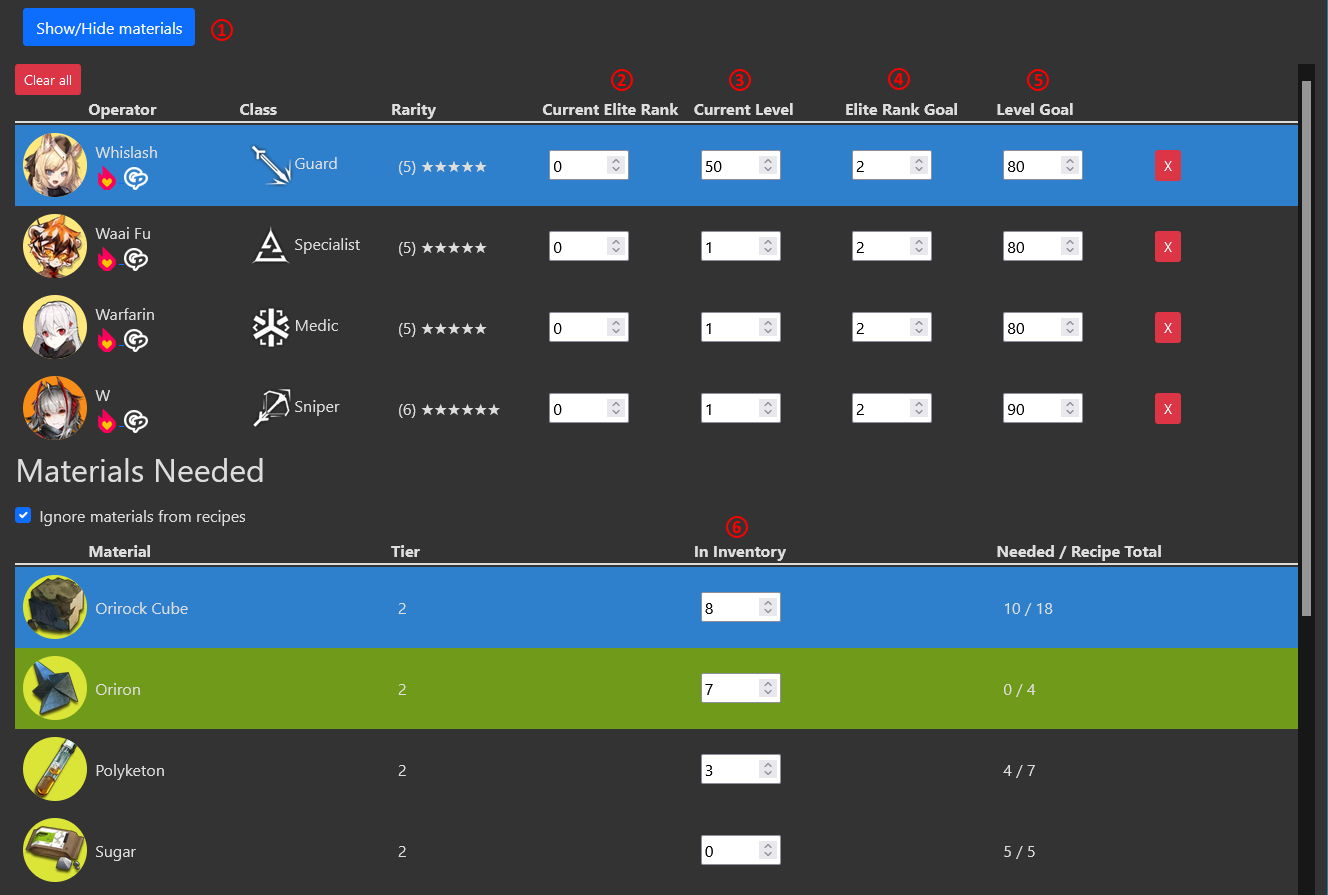 Show/Hide materials ①
Clear all
② ③ ④ ⑤
Operator Class Rarity Current Elite Rank Current Level Elite Rank Goal Level Goal
Whislash Guard (5) ★★★★★ 0 50 2 80 X
Waai Fu Specialist (5) ★★★★★ 0 1 2 80 X
Warfarin Medic (5) ★★★★★ 0 1 2 80 X
W Sniper (6) ★★★★★★ 0 1 2 90 X
Materials Needed
Ignore materials from recipes
⑥
Material Tier In Inventory Needed / Recipe Total
Orirock Cube 2 8 10 / 18
Oriron 2 7 0 / 4
Polyketon 2 3 4 / 7
Sugar 2 0 5 / 5